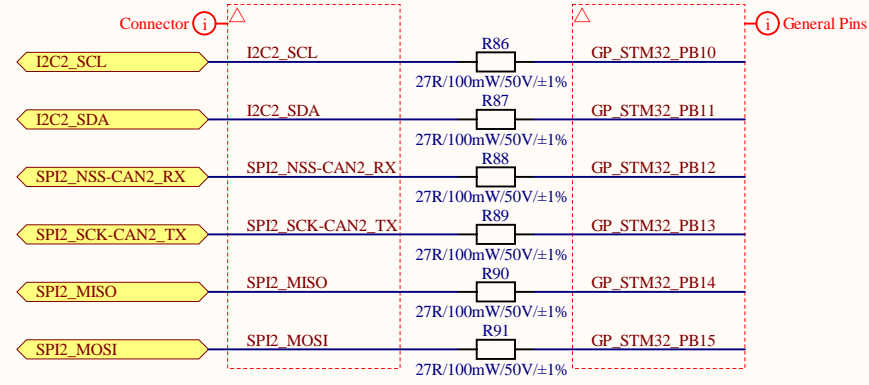 Connector i i General Pins
I2C2_SCL I2C2_SCL R86 GP_STM32_PB10
27R/100mW/50V/±1%
I2C2_SDA I2C2_SDA R87 GP_STM32_PB11
27R/100mW/50V/±1%
SPI2_NSS-CAN2_RX SPI2_NSS-CAN2_RX R88 GP_STM32_PB12
27R/100mW/50V/±1%
SPI2_SCK-CAN2_TX SPI2_SCK-CAN2_TX R89 GP_STM32_PB13
27R/100mW/50V/±1%
SPI2_MISO SPI2_MISO R90 GP_STM32_PB14
27R/100mW/50V/±1%
SPI2_MOSI SPI2_MOSI R91 GP_STM32_PB15
27R/100mW/50V/±1%